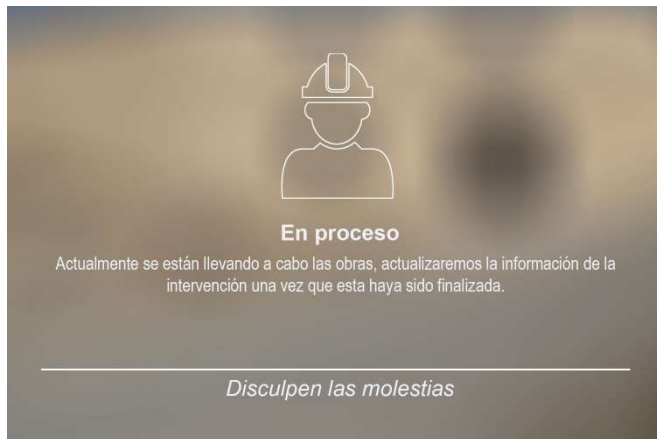 En proceso
Actualmente se están llevando a cabo las obras, actualizaremos la información de la
intervención una vez que esta haya sido finalizada.
Disculpen las molestias